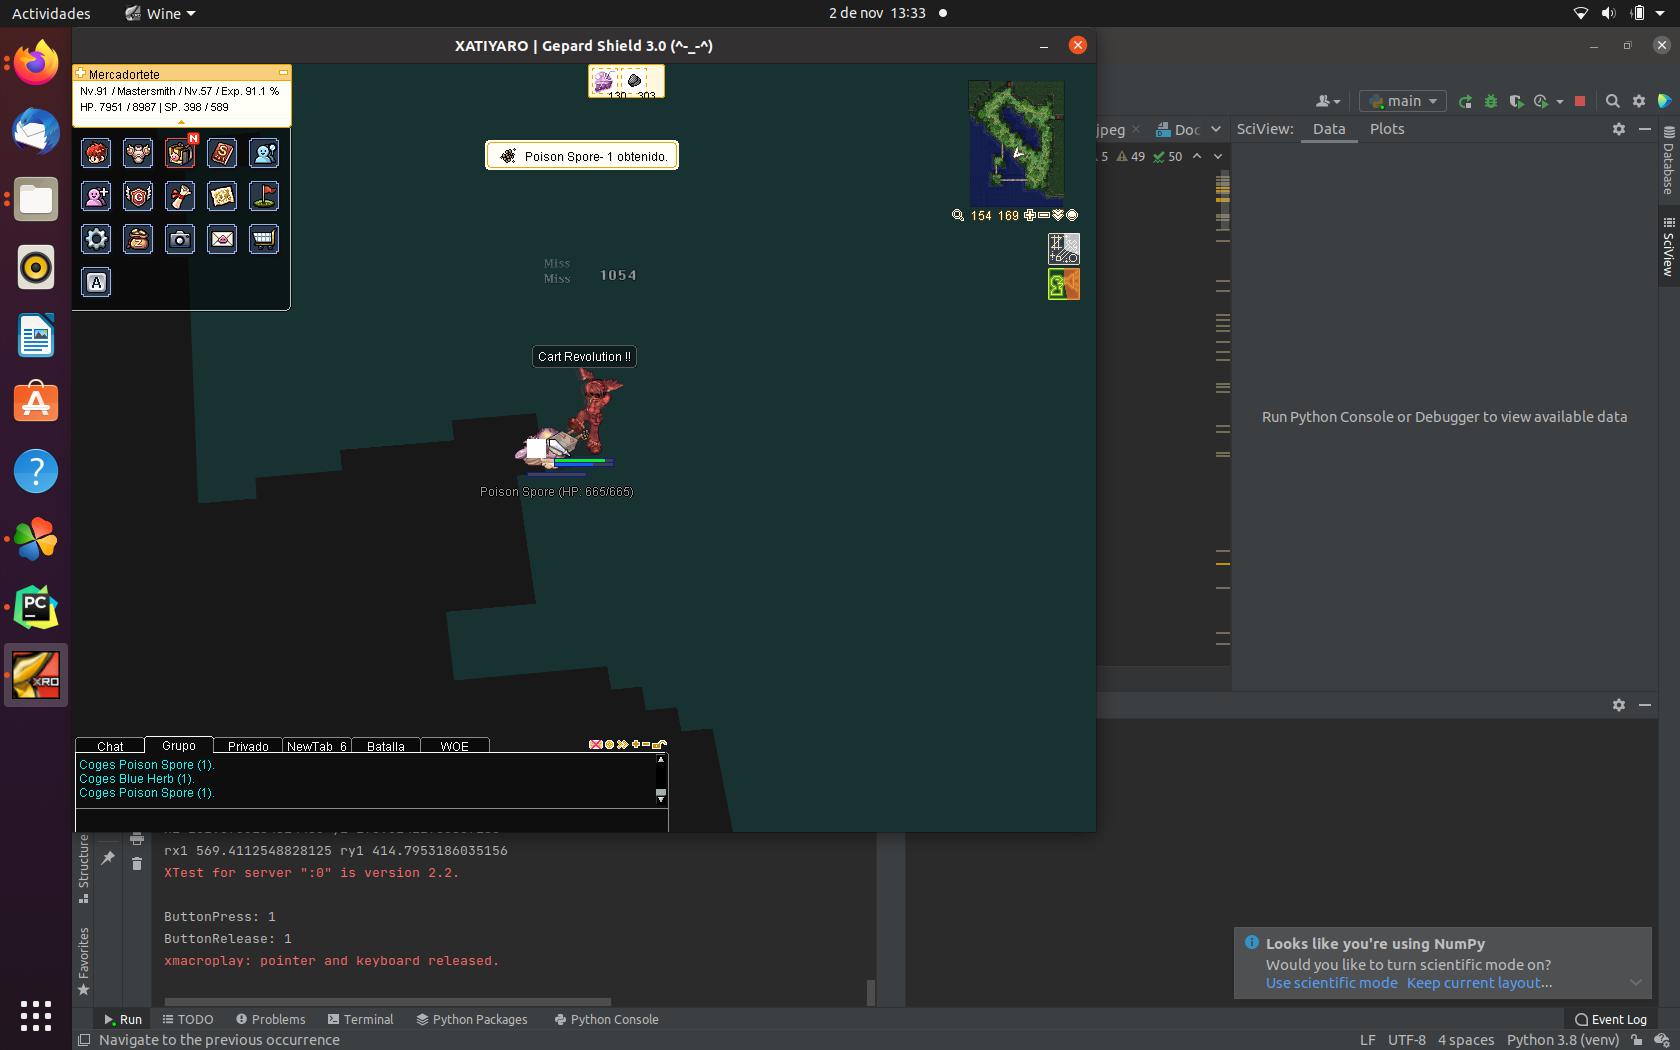 Actividades
Wine
2 de nov 13:33
XATIYARO | Gepard Shield 3.0 (^-_-^)
Mercadortete
Nv.91 / Mastersmith / Nv.57 / Exp. 91.1 %
HP. 7951 / 8987 | SP. 398 / 589
N
130 303
Poison Spore- 1 obtenido.
154 169
Miss
Miss 1054
Cart Revolution !!
Poison Spore (HP: 665/665)
Chat Grupo Privado NewTab_6 Batalla WOE
Coges Poison Spore (1).
Coges Blue Herb (1).
Coges Poison Spore (1).
main
jpeg Doc SciView: Data Plots
5 49 50
Database
SciView
Run Python Console or Debugger to view available data
PC
XRO
Structure
Favorites
rx1 569.4112548828125 ry1 414.7953186035156
XTest for server ":0" is version 2.2.
ButtonPress: 1
ButtonRelease: 1
xmacroplay: pointer and keyboard released.
Looks like you're using NumPy
Would you like to turn scientific mode on?
Use scientific mode Keep current layout...
Run TODO Problems Terminal Python Packages Python Console Event Log
Navigate to the previous occurrence LF UTF-8 4 spaces Python 3.8 (venv)